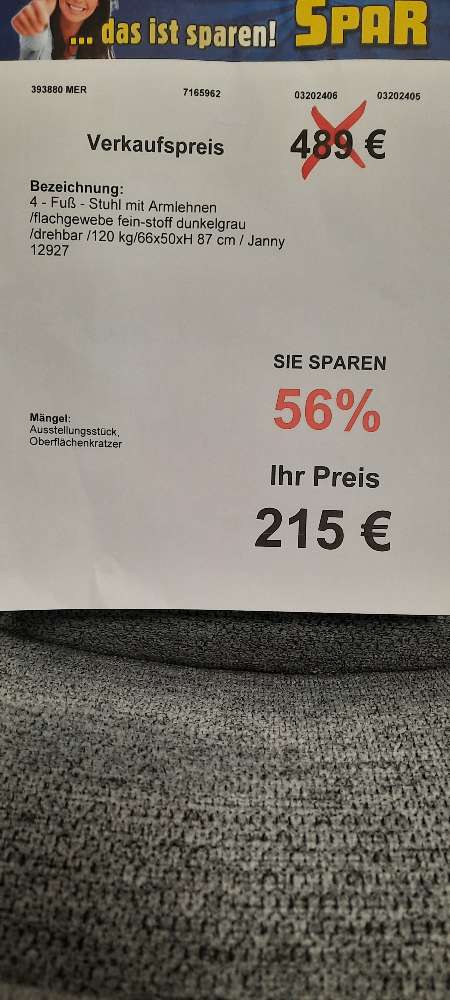 ... das ist sparen! SPAR
393880 MER 7165962 03202406 03202405
Verkaufspreis 489 €
Bezeichnung:
4 - Fuß - Stuhl mit Armlehnen
/flachgewebe fein-stoff dunkelgrau
/drehbar /120 kg/66x50xH 87 cm / Janny
12927
SIE SPAREN
56%
Mängel:
Ausstellungsstück,
Oberflächenkratzer
Ihr Preis
215 €